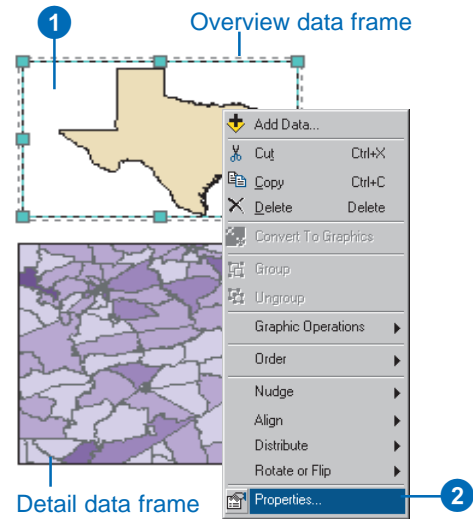 1
Overview data frame
Add Data...
Cut Ctrl+X
Copy Ctrl+C
Delete Delete
Convert To Graphics
Group
Ungroup
Graphic Operations
Order
Nudge
Align
Distribute
Rotate or Flip
Properties...
2
Detail data frame